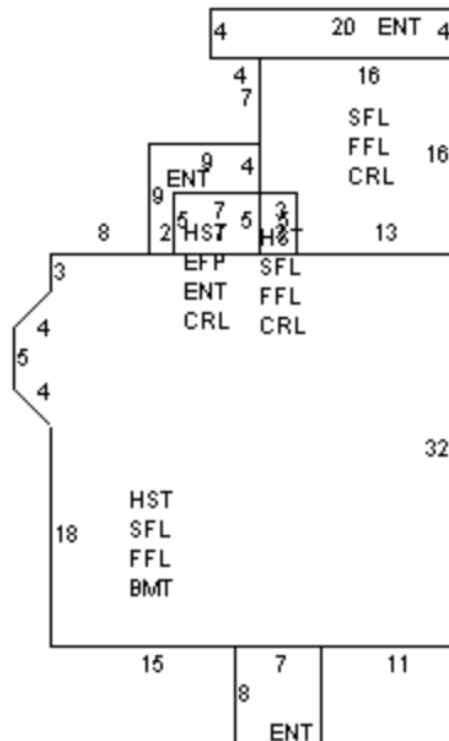 4 20 ENT 4
4 16
7
SFL
FFL
CRL
16
9
ENT
4
9
7
5
5
3
8 2 HST 13
EFP
ENT
CRL
SFL
FFL
CRL
3
4
5
4
32
HST
SFL
FFL
BMT
18
15 7 11
8
ENT